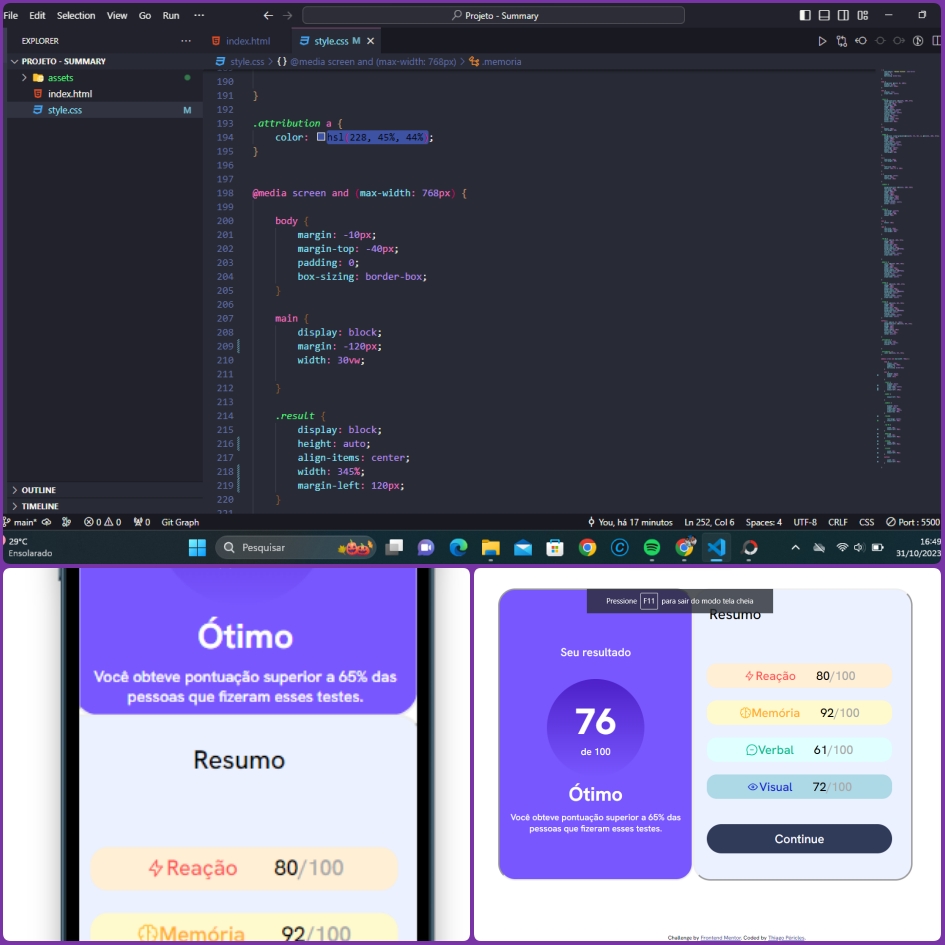 File Edit Selection View Go Run ··· Projeto - Summary
EXPLORER ···
index.html
style.css M
PROJETO - SUMMARY
style.css > {} @media screen and (max-width: 768px) > .memoria
assets
index.html
style.css M
190
191 }
192
193 .attribution a {
194 color: hsl(228, 45%, 44%);
195 }
196
197
198 @media screen and (max-width: 768px) {
199
200 body {
201 margin: -10px;
202 margin-top: -40px;
203 padding: 0;
204 box-sizing: border-box;
205 }
206
207 main {
208 display: block;
209 margin: -120px;
210 width: 30vw;
211
212 }
213
214 .result {
215 display: block;
216 height: auto;
217 align-items: center;
218 width: 345%;
219 margin-left: 120px;
220 }
OUTLINE
TIMELINE
main* 0 0 0 Git Graph You, há 17 minutos Ln 252, Col 6 Spaces: 4 UTF-8 CRLF CSS Port : 5500
29°C
Ensolarado
Pesquisar
16:49
31/10/2023
Ótimo
Você obteve pontuação superior a 65% das
pessoas que fizeram esses testes.
Resumo
Reação 80/100
Memória 92/100
Pressione F11 para sair do modo tela cheia
Seu resultado
76
de 100
Ótimo
Você obteve pontuação superior a 65% das
pessoas que fizeram esses testes.
Resumo
Reação 80/100
Memória 92/100
Verbal 61/100
Visual 72/100
Continue
Challenge by Frontend Mentor. Coded by Thiago Pericles.